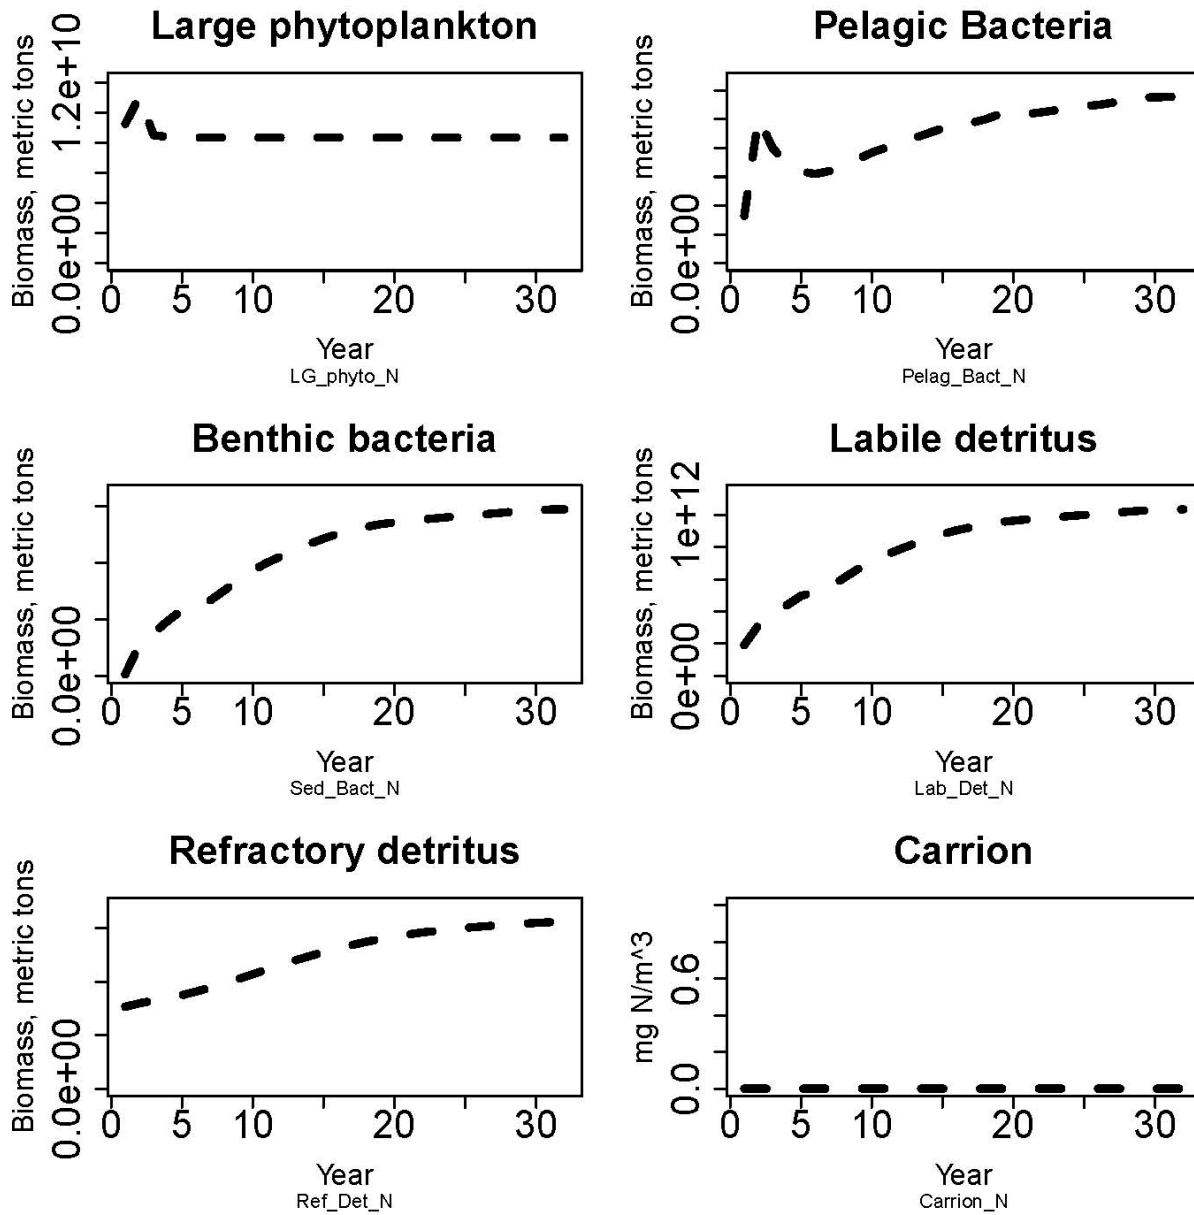 Large phytoplankton
Biomass, metric tons
0.0e+00 1.2e+10
0 5 10 20 30
Year
LG_phyto_N
Pelagic Bacteria
Biomass, metric tons
0.0e+00
0 5 10 20 30
Year
Pelag_Bact_N
Benthic bacteria
Biomass, metric tons
0.0e+00
0 5 10 20 30
Year
Sed_Bact_N
Labile detritus
Biomass, metric tons
0e+00 1e+12
0 5 10 20 30
Year
Lab_Det_N
Refractory detritus
Biomass, metric tons
0.0e+00
0 5 10 20 30
Year
Ref_Det_N
Carrion
mg N/m^3
0.0 0.6
0 5 10 20 30
Year
Carrion_N